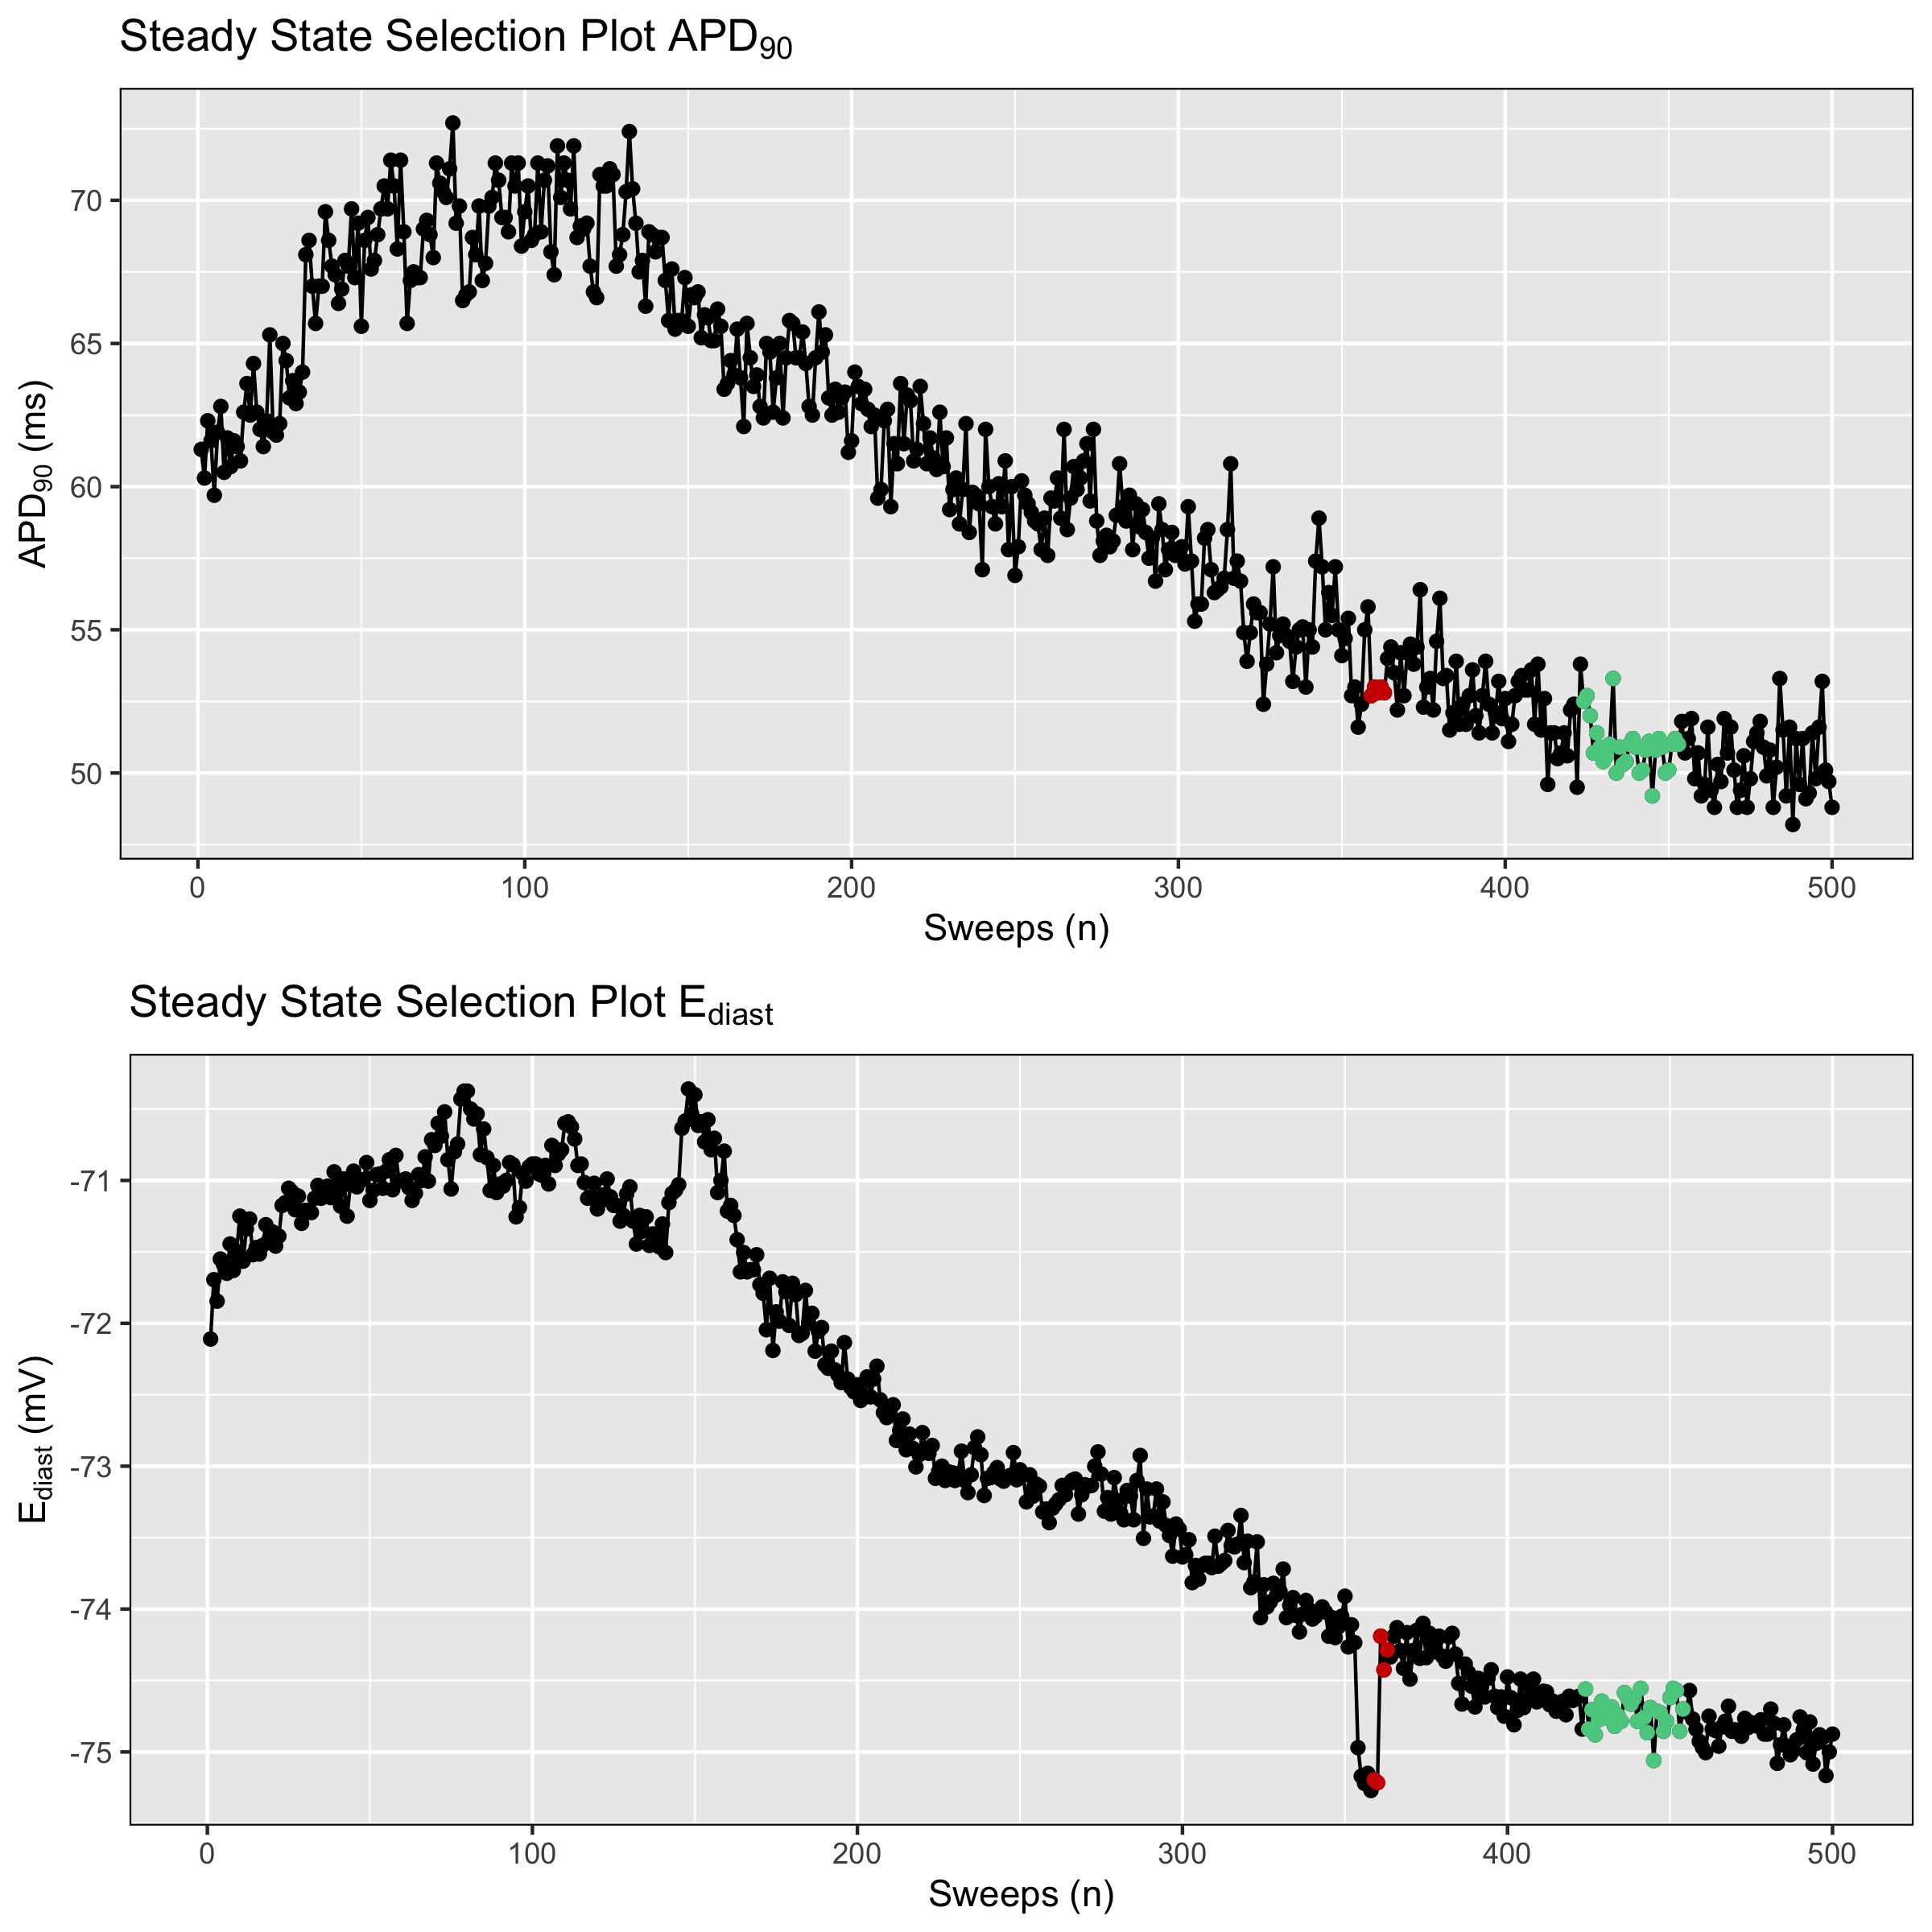 Steady State Selection Plot APD90
APD90 (ms)
70
65
60
55
50
0 100 200 300 400 500
Sweeps (n)
Steady State Selection Plot Ediast
Ediast (mV)
-71
-72
-73
-74
-75
0 100 200 300 400 500
Sweeps (n)